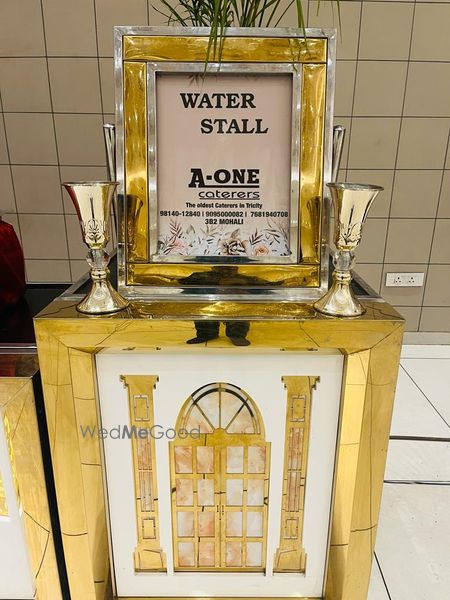 WATER
STALL
A-ONE
caterers
The oldest Caterers in Tricity
98140-12840 | 9095000082 | 7681940708
3B2 MOHALI
WedMeGood